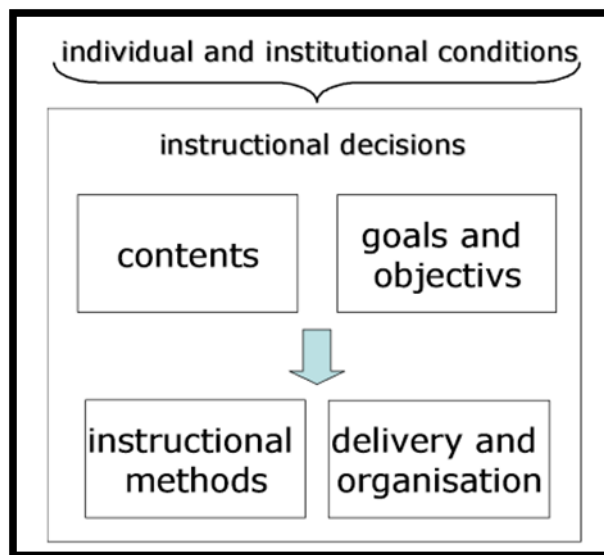 individual and institutional conditions
instructional decisions
contents
goals and
objectivs
instructional
methods
delivery and
organisation